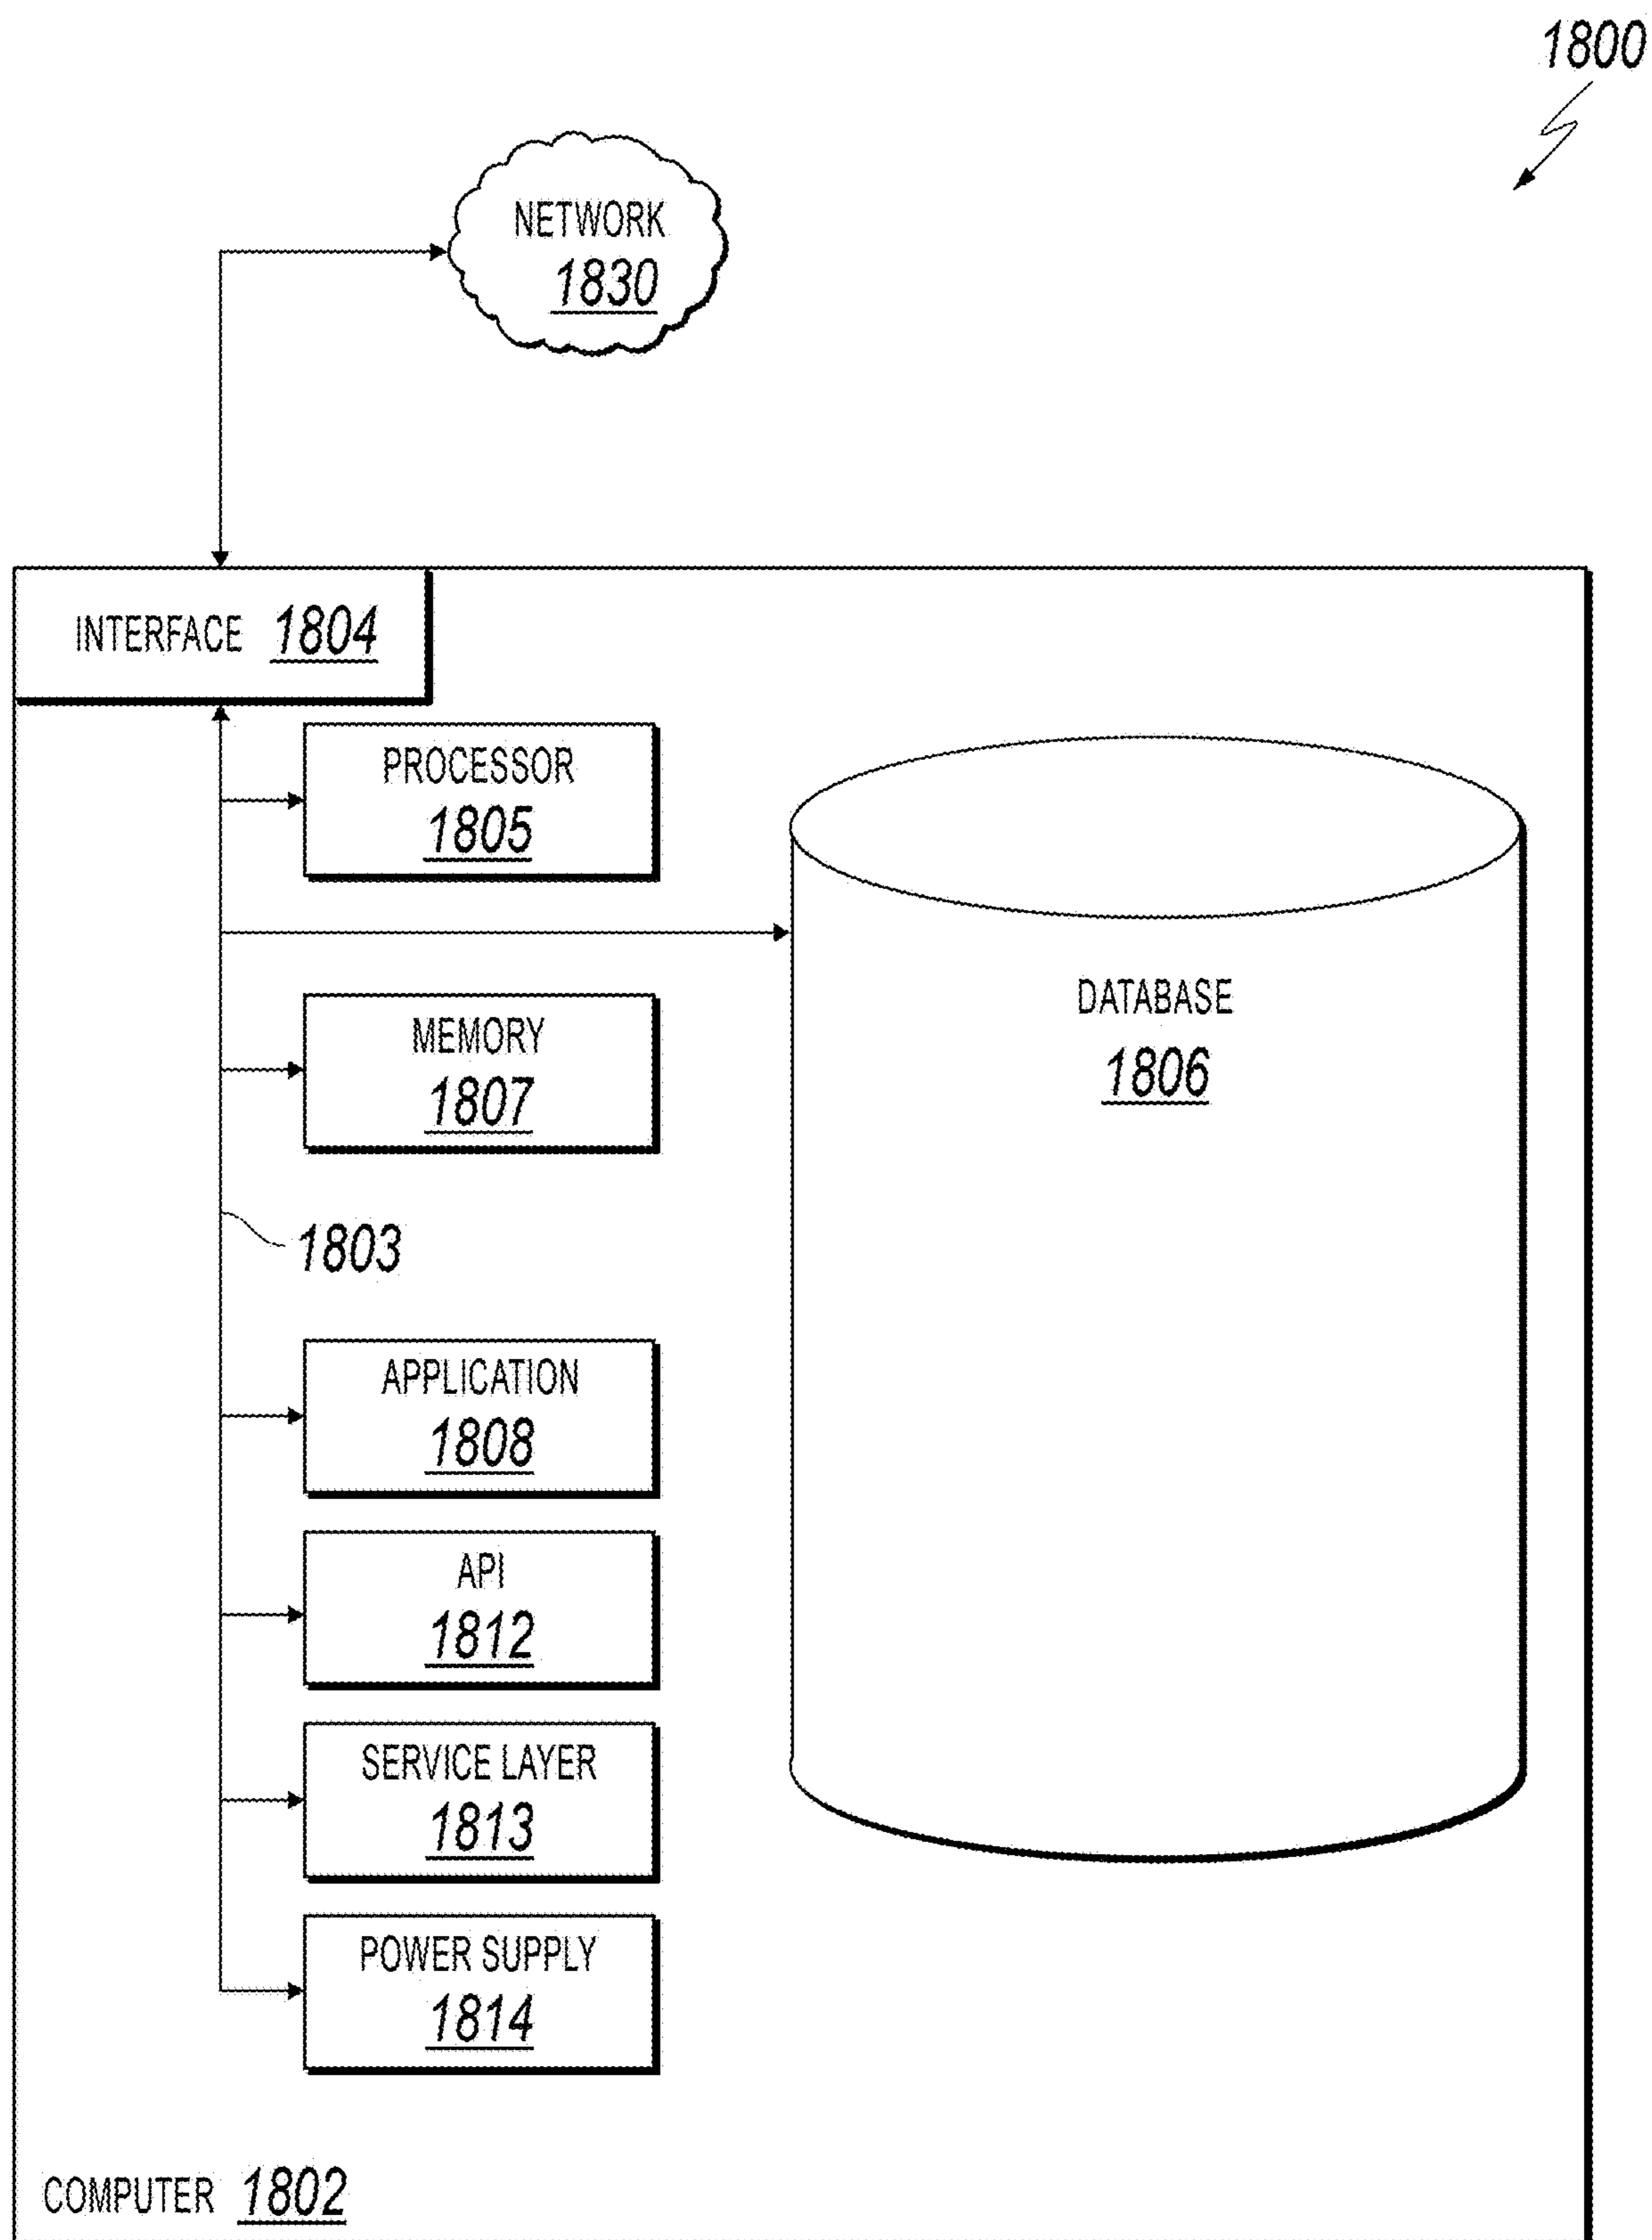 1800
NETWORK
1830
INTERFACE 1804
PROCESSOR
1805
DATABASE
1806
MEMORY
1807
1803
APPLICATION
1808
API
1812
SERVICE LAYER
1813
POWER SUPPLY
1814
COMPUTER 1802